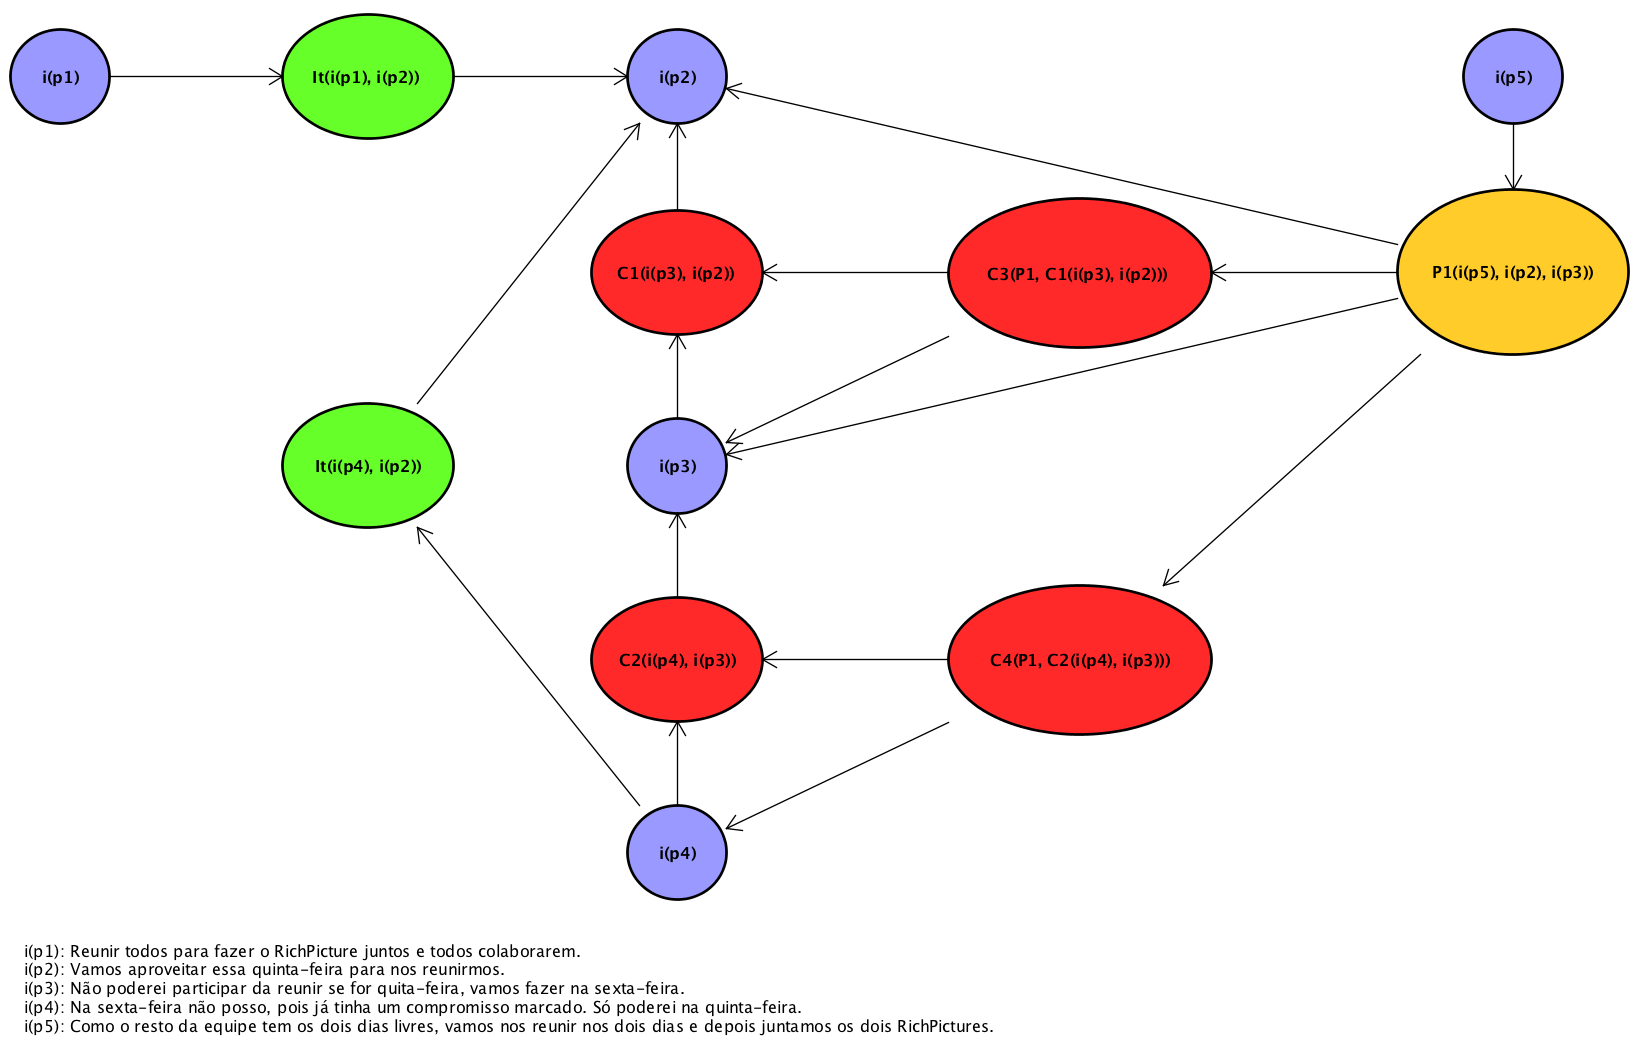 i(p1)
It(i(p1), i(p2))
i(p2)
i(p5)
C1(i(p3), i(p2))
C3(P1, C1(i(p3), i(p2)))
P1(i(p5), i(p2), i(p3))
It(i(p4), i(p2))
i(p3)
C2(i(p4), i(p3))
C4(P1, C2(i(p4), i(p3)))
i(p4)
i(p1): Reunir todos para fazer o RichPicture juntos e todos colaborarem.
i(p2): Vamos aproveitar essa quinta-feira para nos reunirmos.
i(p3): Não poderei participar da reunir se for quita-feira, vamos fazer na sexta-feira.
i(p4): Na sexta-feira não posso, pois já tinha um compromisso marcado. Só poderei na quinta-feira.
i(p5): Como o resto da equipe tem os dois dias livres, vamos nos reunir nos dois dias e depois juntamos os dois RichPictures.